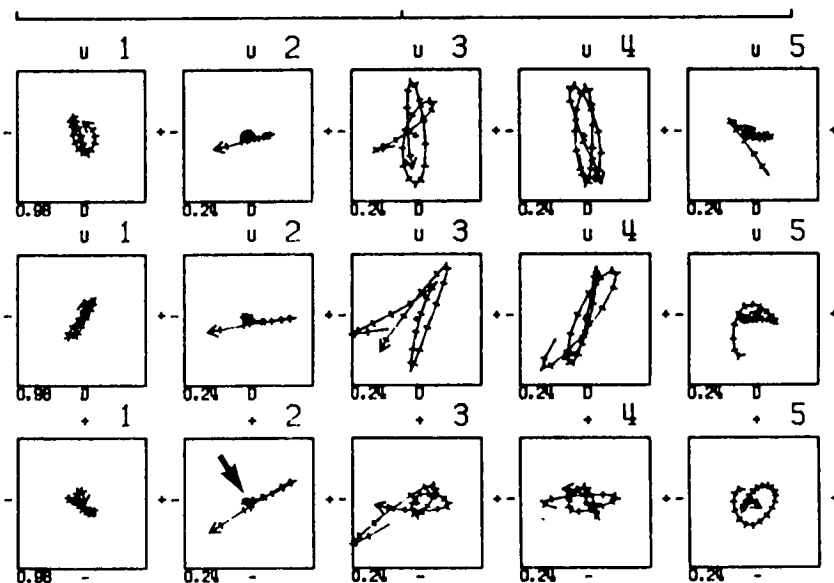 u 1 u 2 u 3 u 4 u 5
- + - + - + - + - +
0.98 D 0.24 D 0.24 D 0.24 D 0.24 D
u 1 u 2 u 3 u 4 u 5
- + - + - + - + - +
0.98 D 0.24 D 0.24 D 0.24 D 0.24 D
+ 1 + 2 + 3 + 4 + 5
- + - + - + - + - +
0.98 - 0.24 - 0.24 - 0.24 - 0.24 -